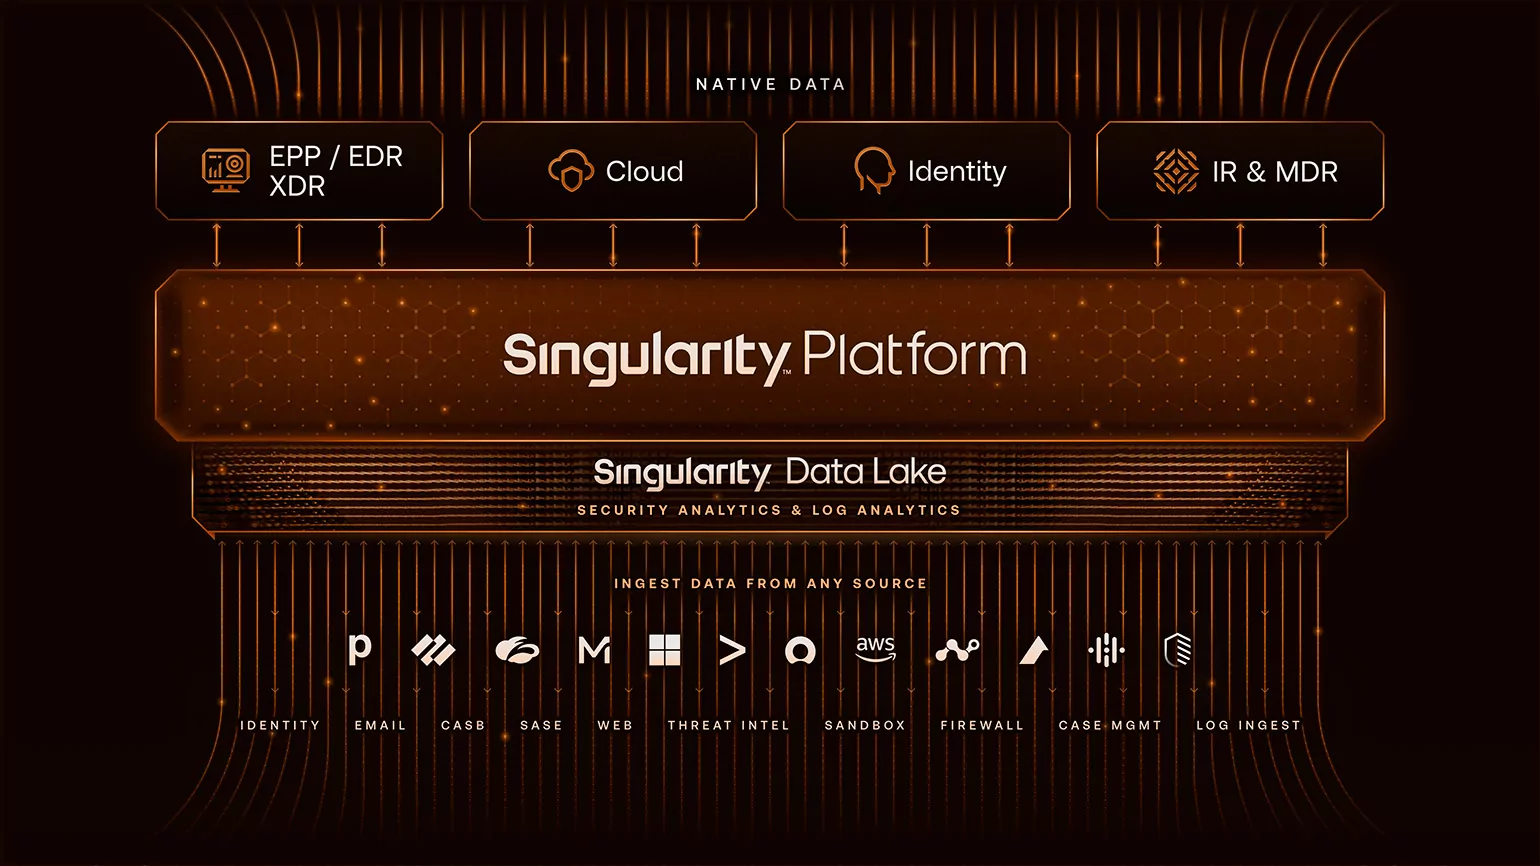 NATIVE DATA
EPP / EDR
XDR
Cloud
Identity
IR & MDR
Singularity™ Platform
Singularity Data Lake
SECURITY ANALYTICS & LOG ANALYTICS
INGEST DATA FROM ANY SOURCE
aws
IDENTITY EMAIL CASB SASE WEB THREAT INTEL SANDBOX FIREWALL CASE MGMT LOG INGEST